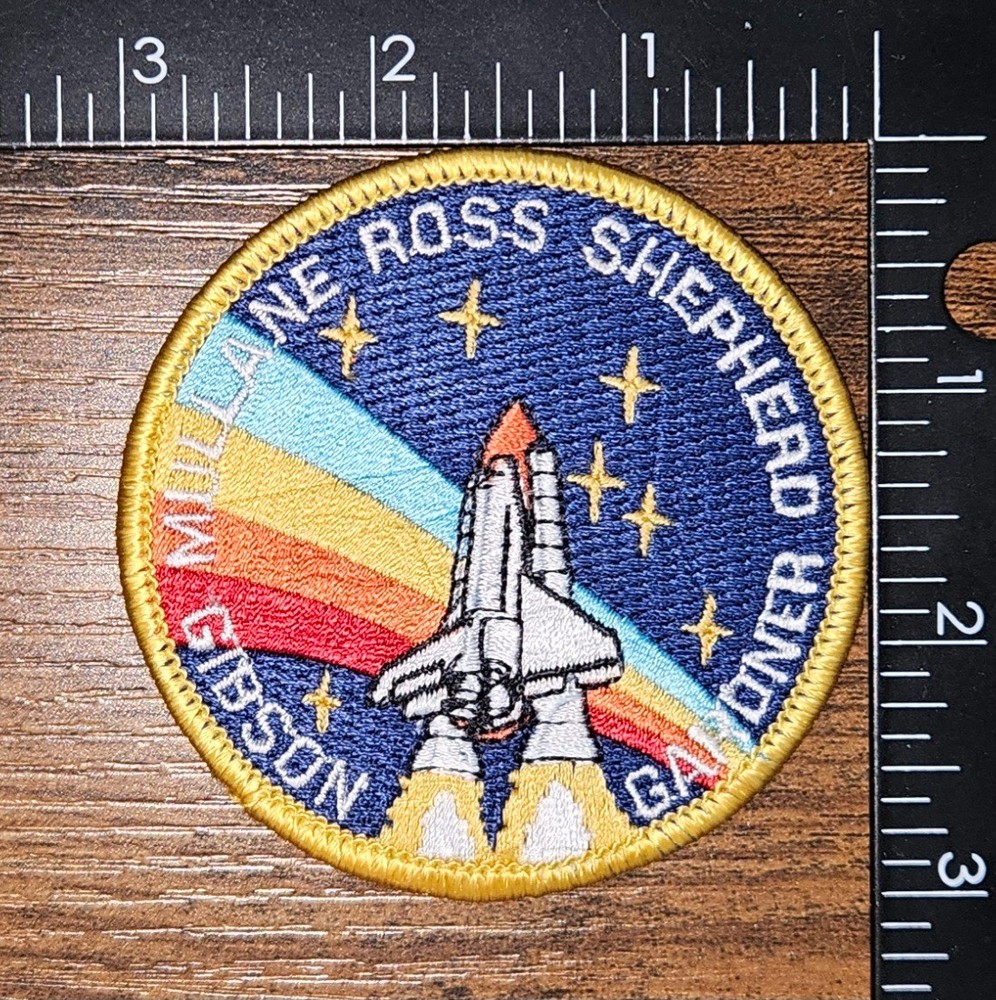 3 2 1
MULLANE ROSS SHEPHERD
GIBSON
GARDNER
1
2
3